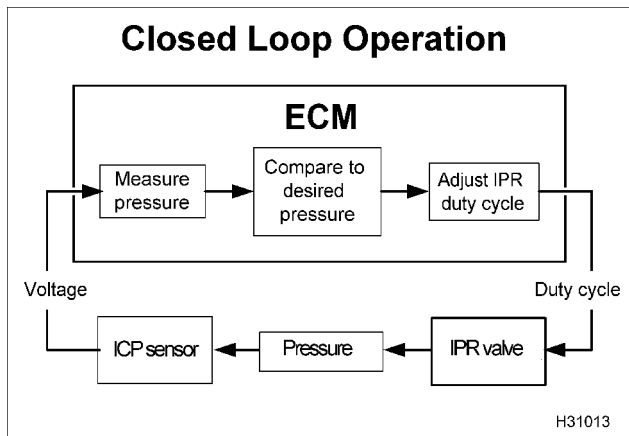 Closed Loop Operation
ECM
Measure
pressure
Compare to
desired
pressure
Adjust IPR
duty cycle
Voltage
Duty cycle
ICP sensor
Pressure
IPR valve
H31013